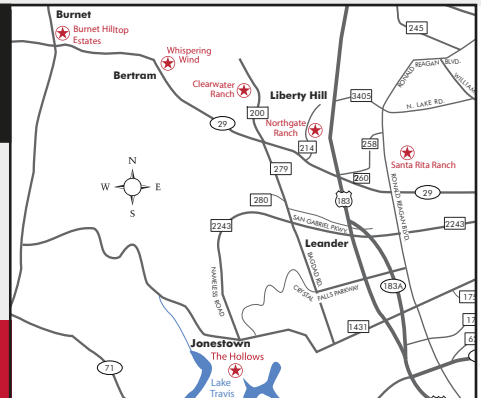 Burnet
Burnet Hilltop
Estates
245
Whispering
Wind
RONALD REAGAN BLVD.
Bertram
Clearwater
Ranch
Liberty Hill
3405
N. LAKE RD.
200
29
Northgate
Ranch
214
258
Santa Rita Ranch
N
W
E
S
279
260
280
183
29
RONALD REAGAN BLVD.
2243
SAN GABRIEL PKWY.
2243
Leander
BAGDAD RD.
NAMELESS ROAD
CRYSTAL FALLS PARKWAY
183A
1431
Jonestown
The Hollows
71
Lake
Travis